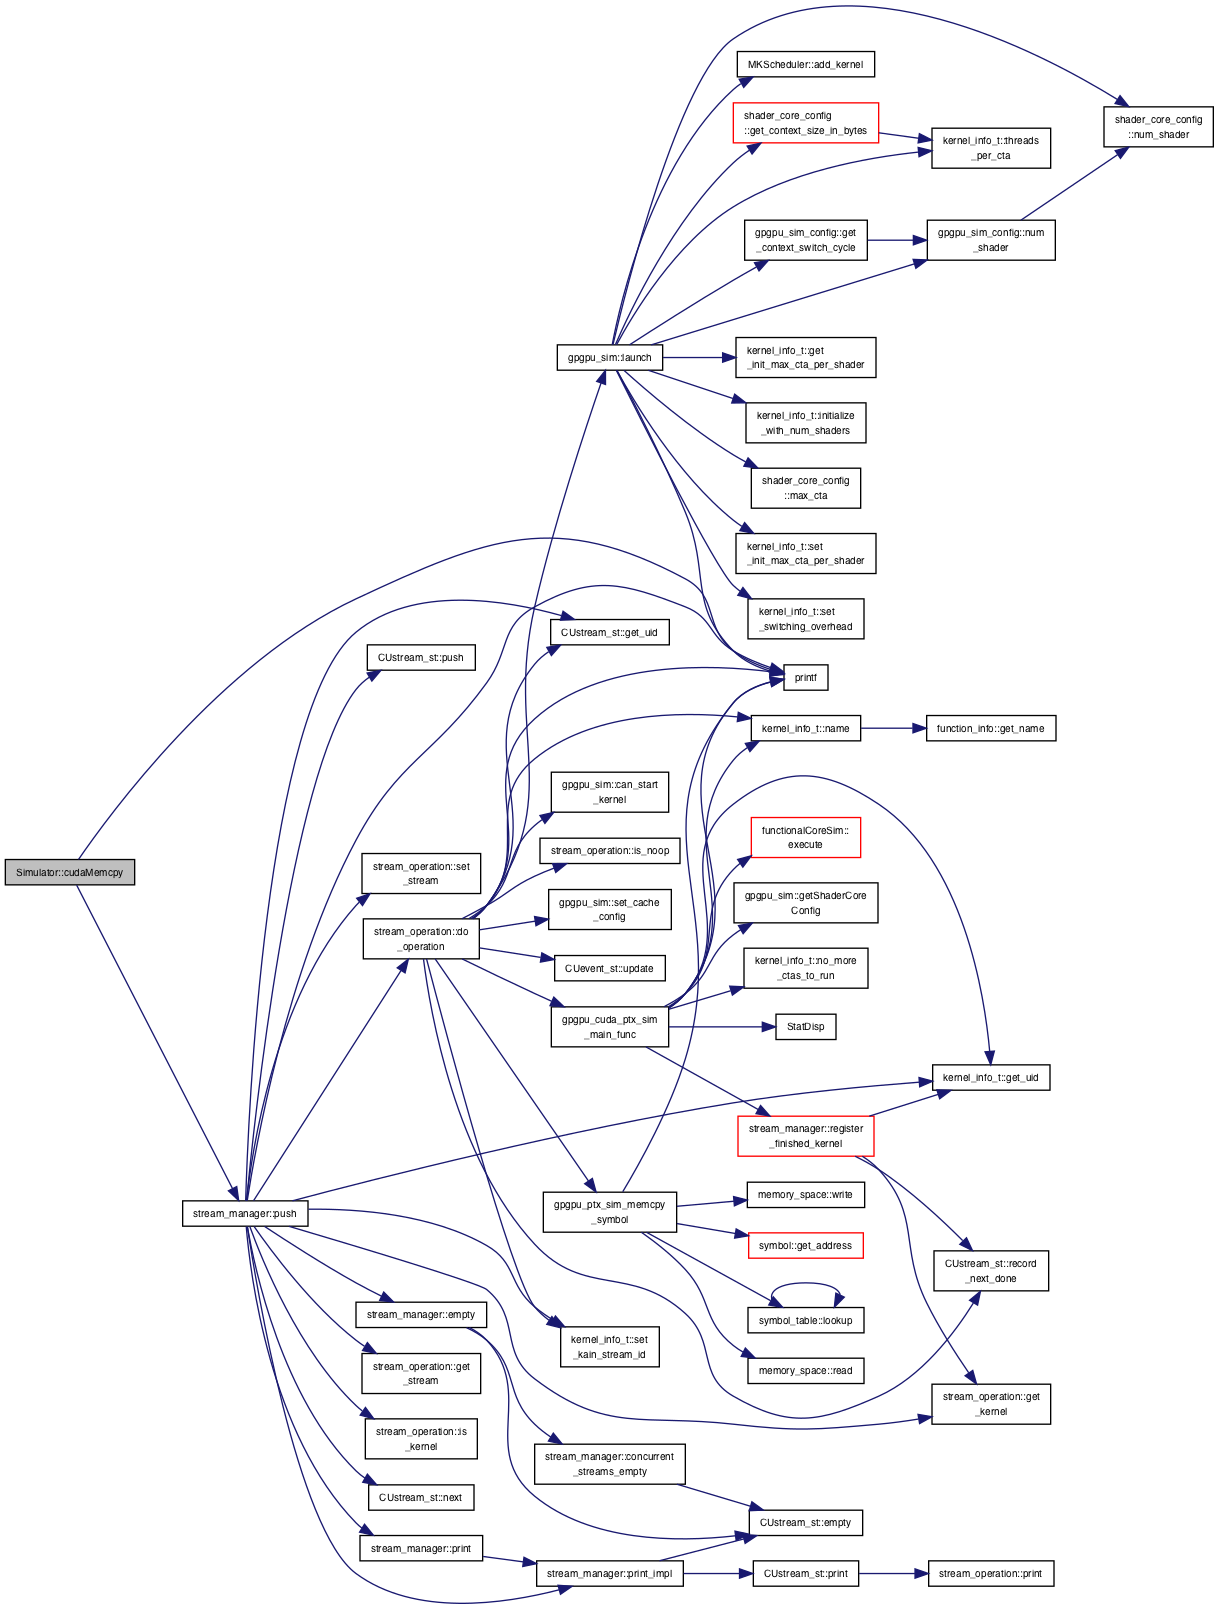 MKScheduler::add_kernel
shader_core_config
::get_context_size_in_bytes
shader_core_config
::num_shader
kernel_info_t::threads
_per_cta
gpgpu_sim_config::get
_context_switch_cycle
gpgpu_sim_config::num
_shader
gpgpu_sim::launch
kernel_info_t::get
_init_max_cta_per_shader
kernel_info_t::initialize
_with_num_shaders
shader_core_config
::max_cta
kernel_info_t::set
_init_max_cta_per_shader
kernel_info_t::set
_switching_overhead
CUstream_st::get_uid
CUstream_st::push
printf
kernel_info_t::name
function_info::get_name
gpgpu_sim::can_start
_kernel
functionalCoreSim::
execute
stream_operation::is_noop
Simulator::cudaMemcpy
stream_operation::set
_stream
gpgpu_sim::set_cache
_config
gpgpu_sim::getShaderCore
Config
stream_operation::do
_operation
CUevent_st::update
kernel_info_t::no_more
_ctas_to_run
gpgpu_cuda_ptx_sim
_main_func
StatDisp
kernel_info_t::get_uid
stream_manager::register
_finished_kernel
stream_manager::push
gpgpu_ptx_sim_memcpy
_symbol
memory_space::write
symbol::get_address
CUstream_st::record
_next_done
stream_manager::empty
symbol_table::lookup
kernel_info_t::set
_kain_stream_id
stream_operation::get
_stream
memory_space::read
stream_operation::get
_kernel
stream_operation::is
_kernel
stream_manager::concurrent
_streams_empty
CUstream_st::next
CUstream_st::empty
stream_manager::print
stream_manager::print_impl
CUstream_st::print
stream_operation::print